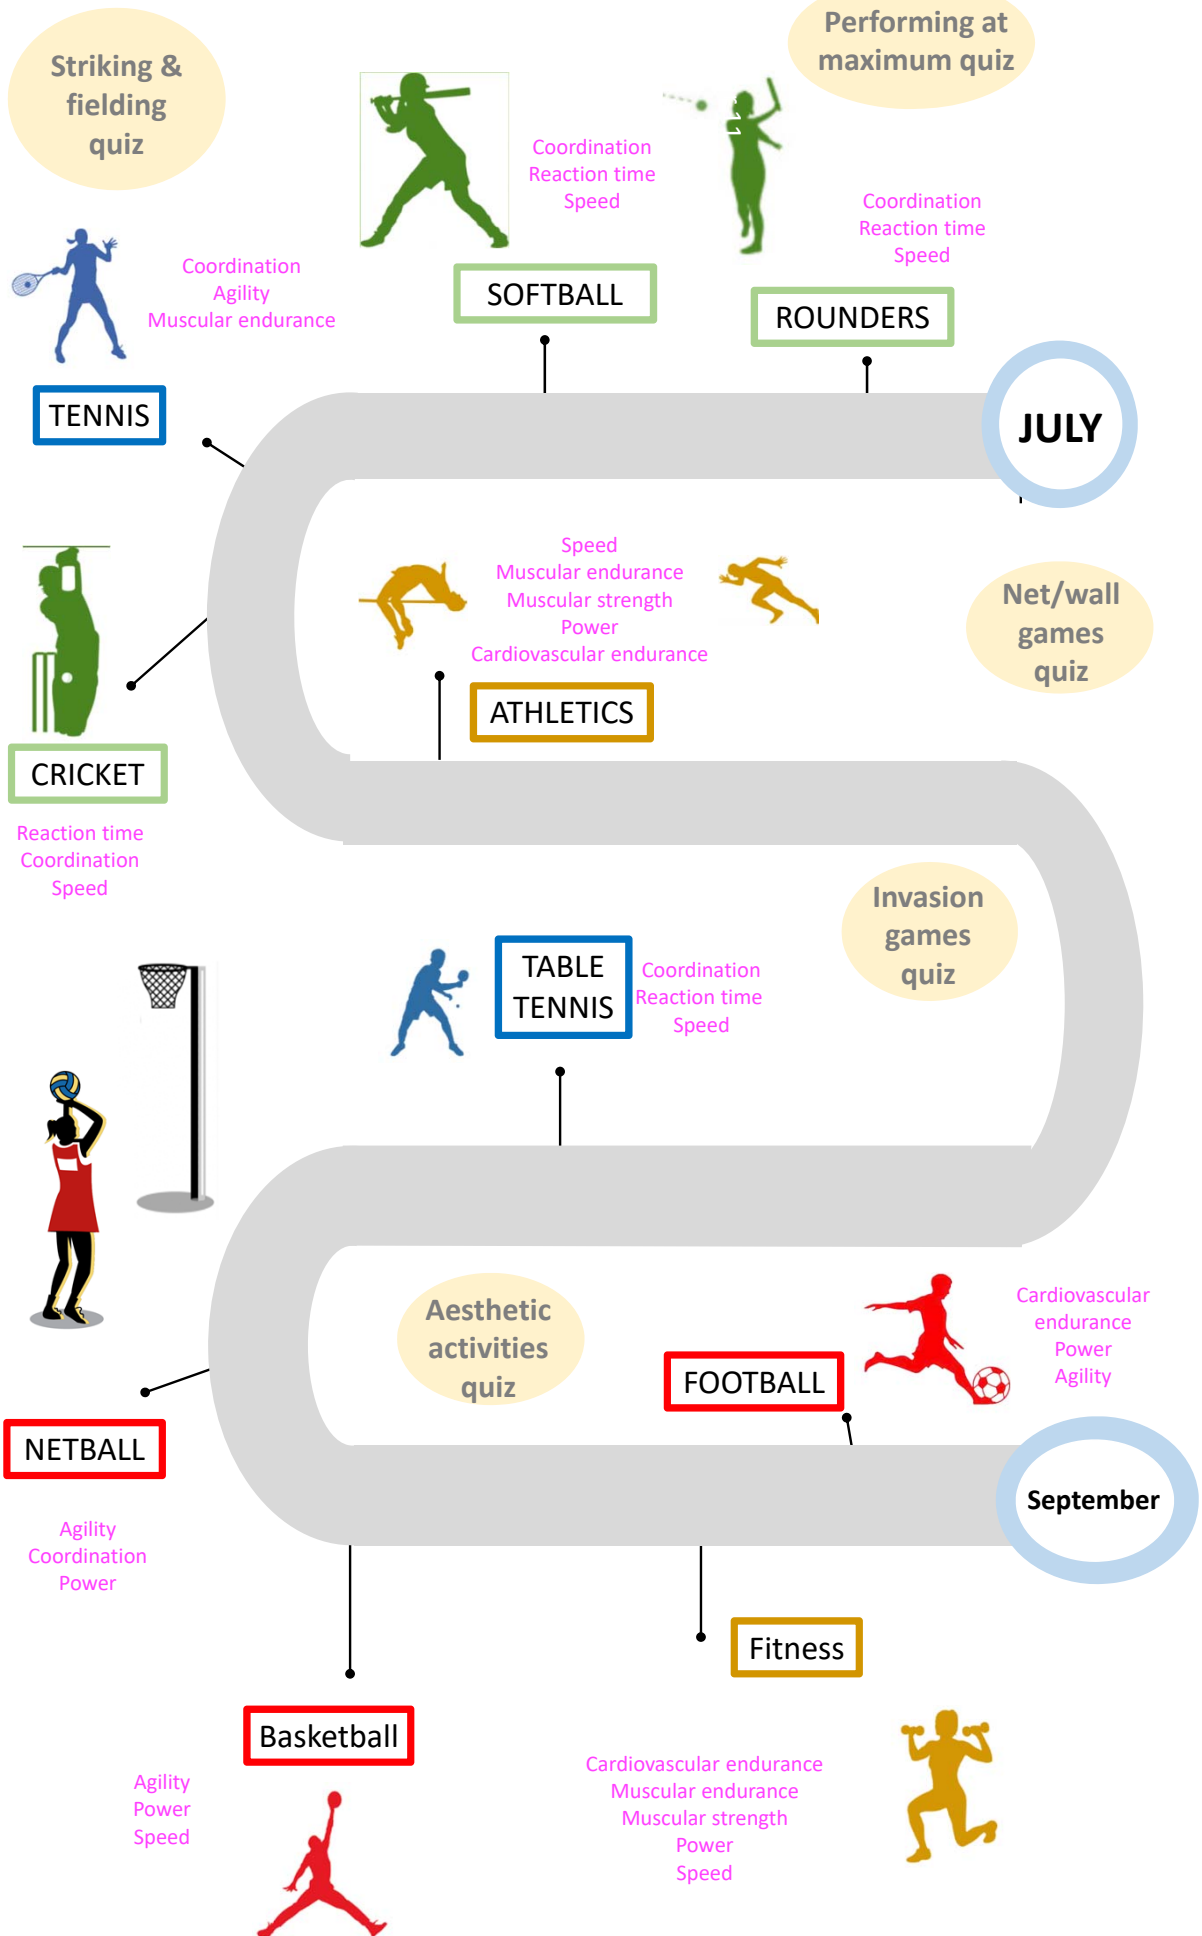 Performing at
maximum quiz
Striking &
fielding
quiz
Coordination
Reaction time
Speed
Coordination
Reaction time
Speed
Coordination
Agility
Muscular endurance
SOFTBALL
ROUNDERS
TENNIS
JULY
Speed
Muscular endurance
Muscular strength
Power
Cardiovascular endurance
Net/wall
games
quiz
ATHLETICS
CRICKET
Reaction time
Coordination
Speed
Invasion
games
quiz
TABLE
TENNIS
Coordination
Reaction time
Speed
Aesthetic
activities
quiz
Cardiovascular
endurance
Power
Agility
FOOTBALL
NETBALL
September
Agility
Coordination
Power
Fitness
Basketball
Cardiovascular endurance
Muscular endurance
Muscular strength
Power
Speed
Agility
Power
Speed